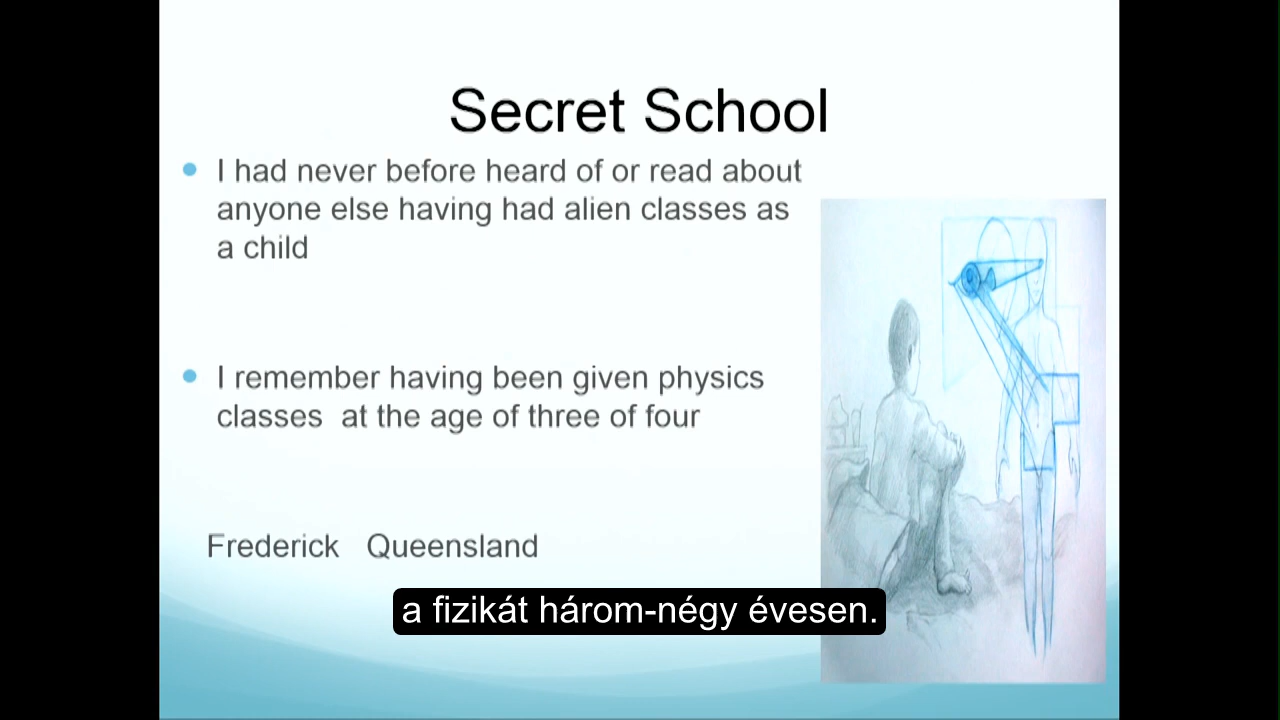 Secret School
I had never before heard of or read about
anyone else having had alien classes as
a child
I remember having been given physics
classes at the age of three of four
Frederick Queensland
a fizikát három-négy évesen.